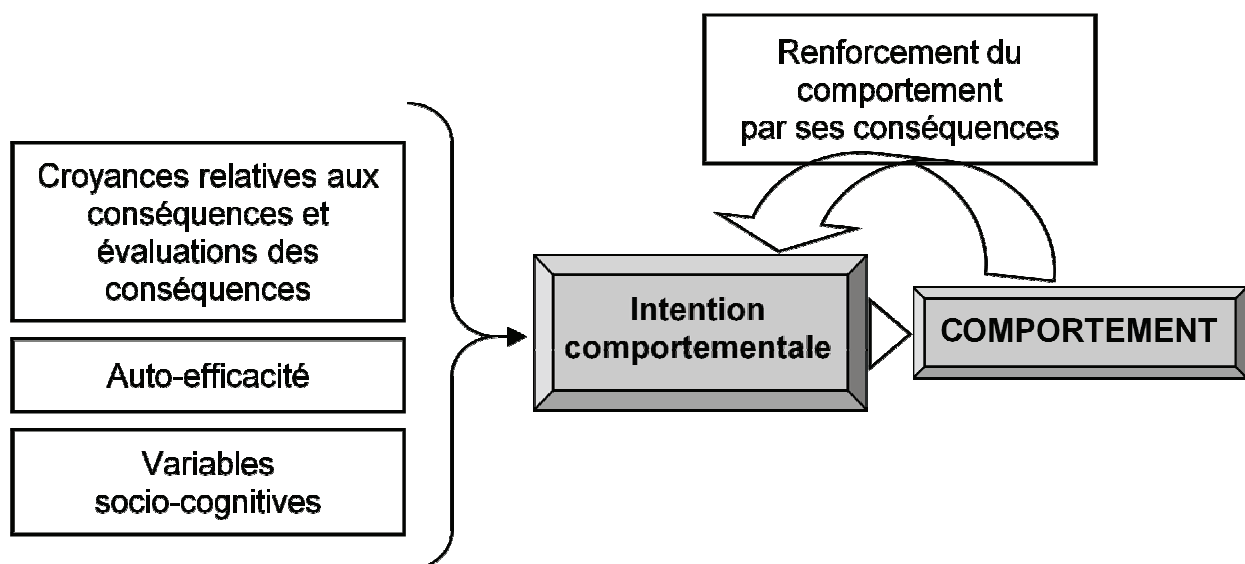 Renforcement du
comportement
par ses conséquences
Croyances relatives aux
conséquences et
évaluations des
conséquences
Auto-efficacité
Variables
socio-cognitives
Intention
comportementale
COMPORTEMENT